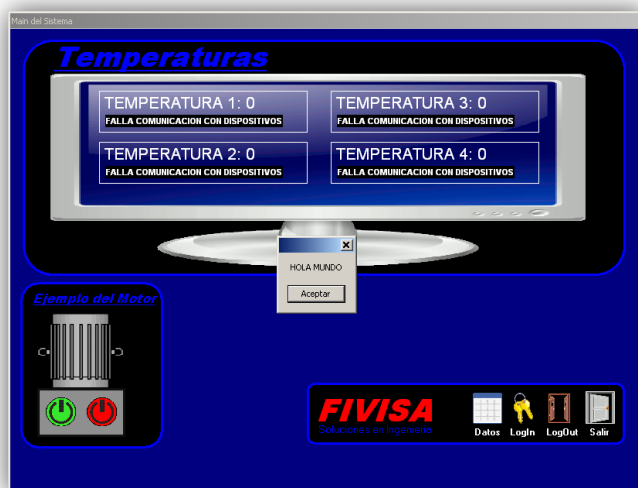 Main del Sistema
Temperaturas
TEMPERATURA 1: 0
FALLA COMUNICACION CON DISPOSITIVOS
TEMPERATURA 3: 0
FALLA COMUNICACION CON DISPOSITIVOS
TEMPERATURA 2: 0
FALLA COMUNICACION CON DISPOSITIVOS
TEMPERATURA 4: 0
FALLA COMUNICACION CON DISPOSITIVOS
HOLA MUNDO
Aceptar
Ejemplo del Motor
FIVISA
Soluciones en Ingenieria
Datos LogIn LogOut Salir